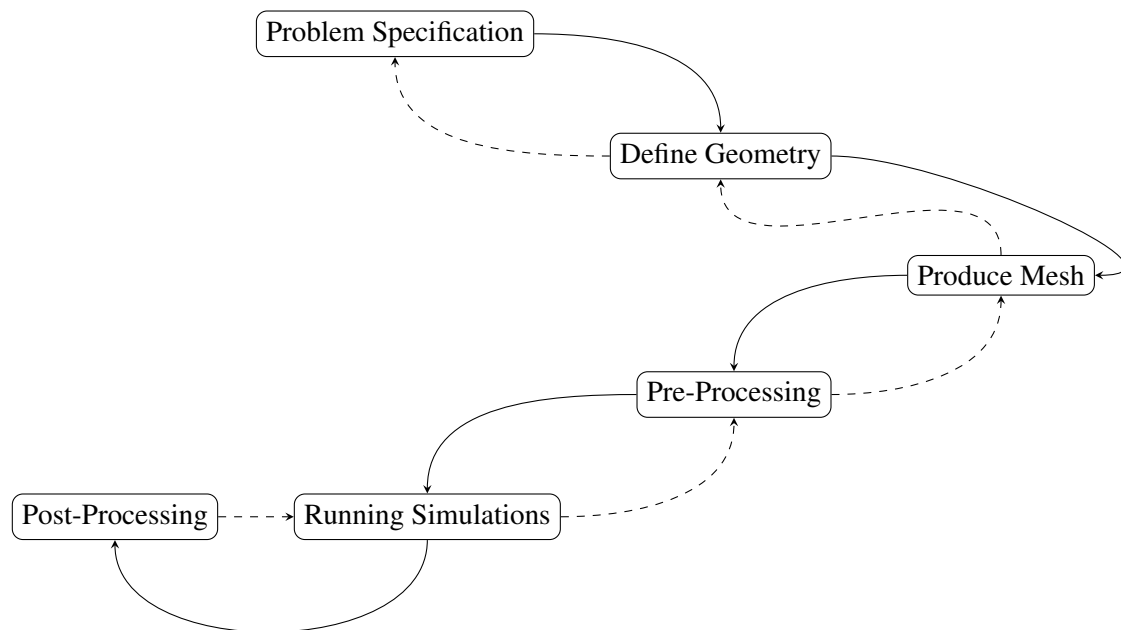 Problem Specification
Define Geometry
Produce Mesh
Pre-Processing
Post-Processing
Running Simulations